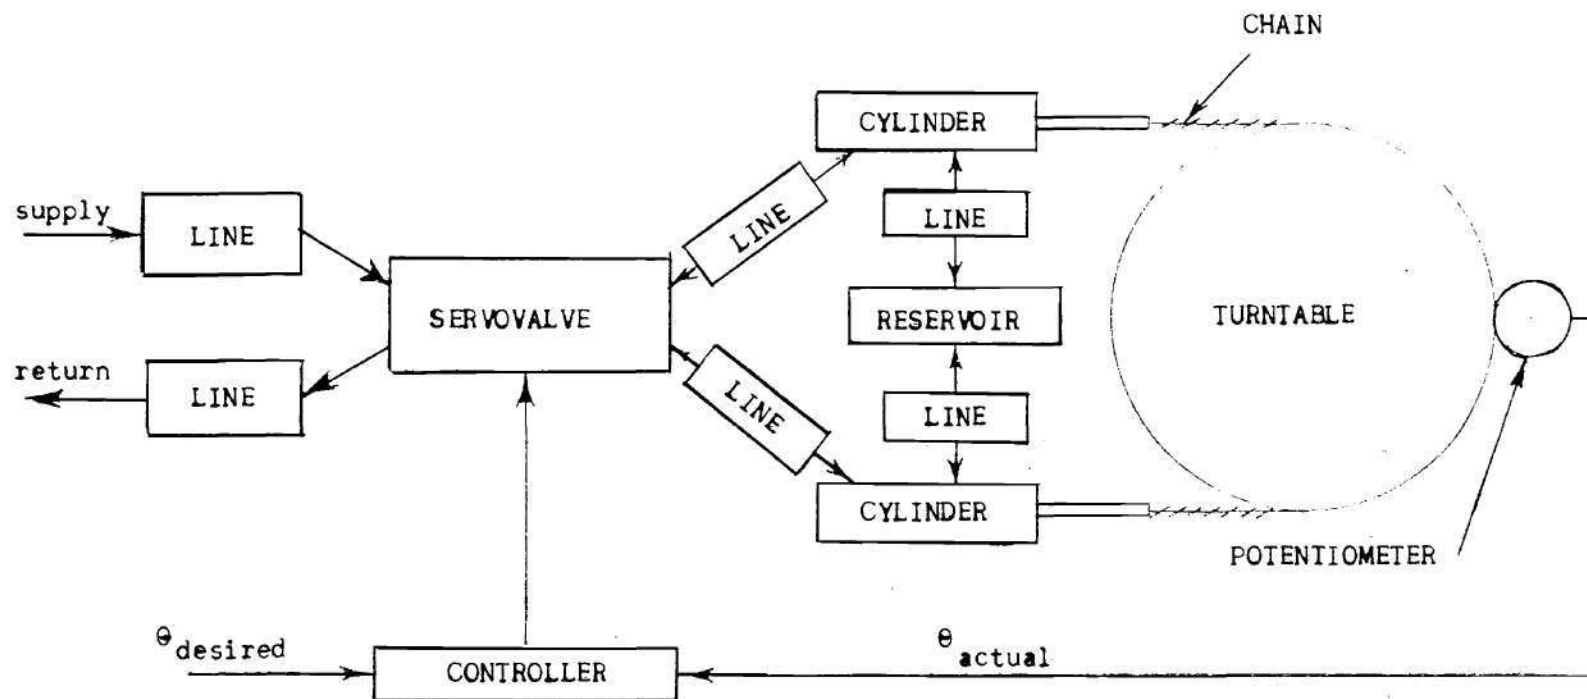 CHAIN
CYLINDER
supply
LINE
LINE
LINE
SERVOVALVE
RESERVOIR
TURNTABLE
return
LINE
LINE
LINE
CYLINDER
POTENTIOMETER
θdesired
CONTROLLER
θactual